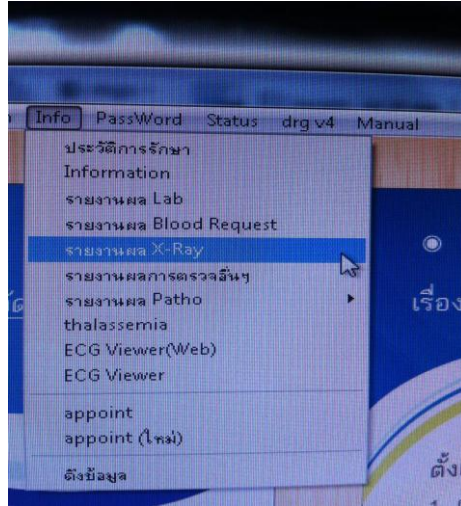 Info PassWord Status drg v4 Manual
ประวัติการรักษา
Information
รายงานผล Lab
รายงานผล Blood Request
รายงานผล X-Ray
รายงานผลการตรวจอื่นๆ
รายงานผล Patho
thalassemia
ECG Viewer(Web)
ECG Viewer
appoint
appoint (ใหม่)
ดึงข้อมูล
เรื่อง